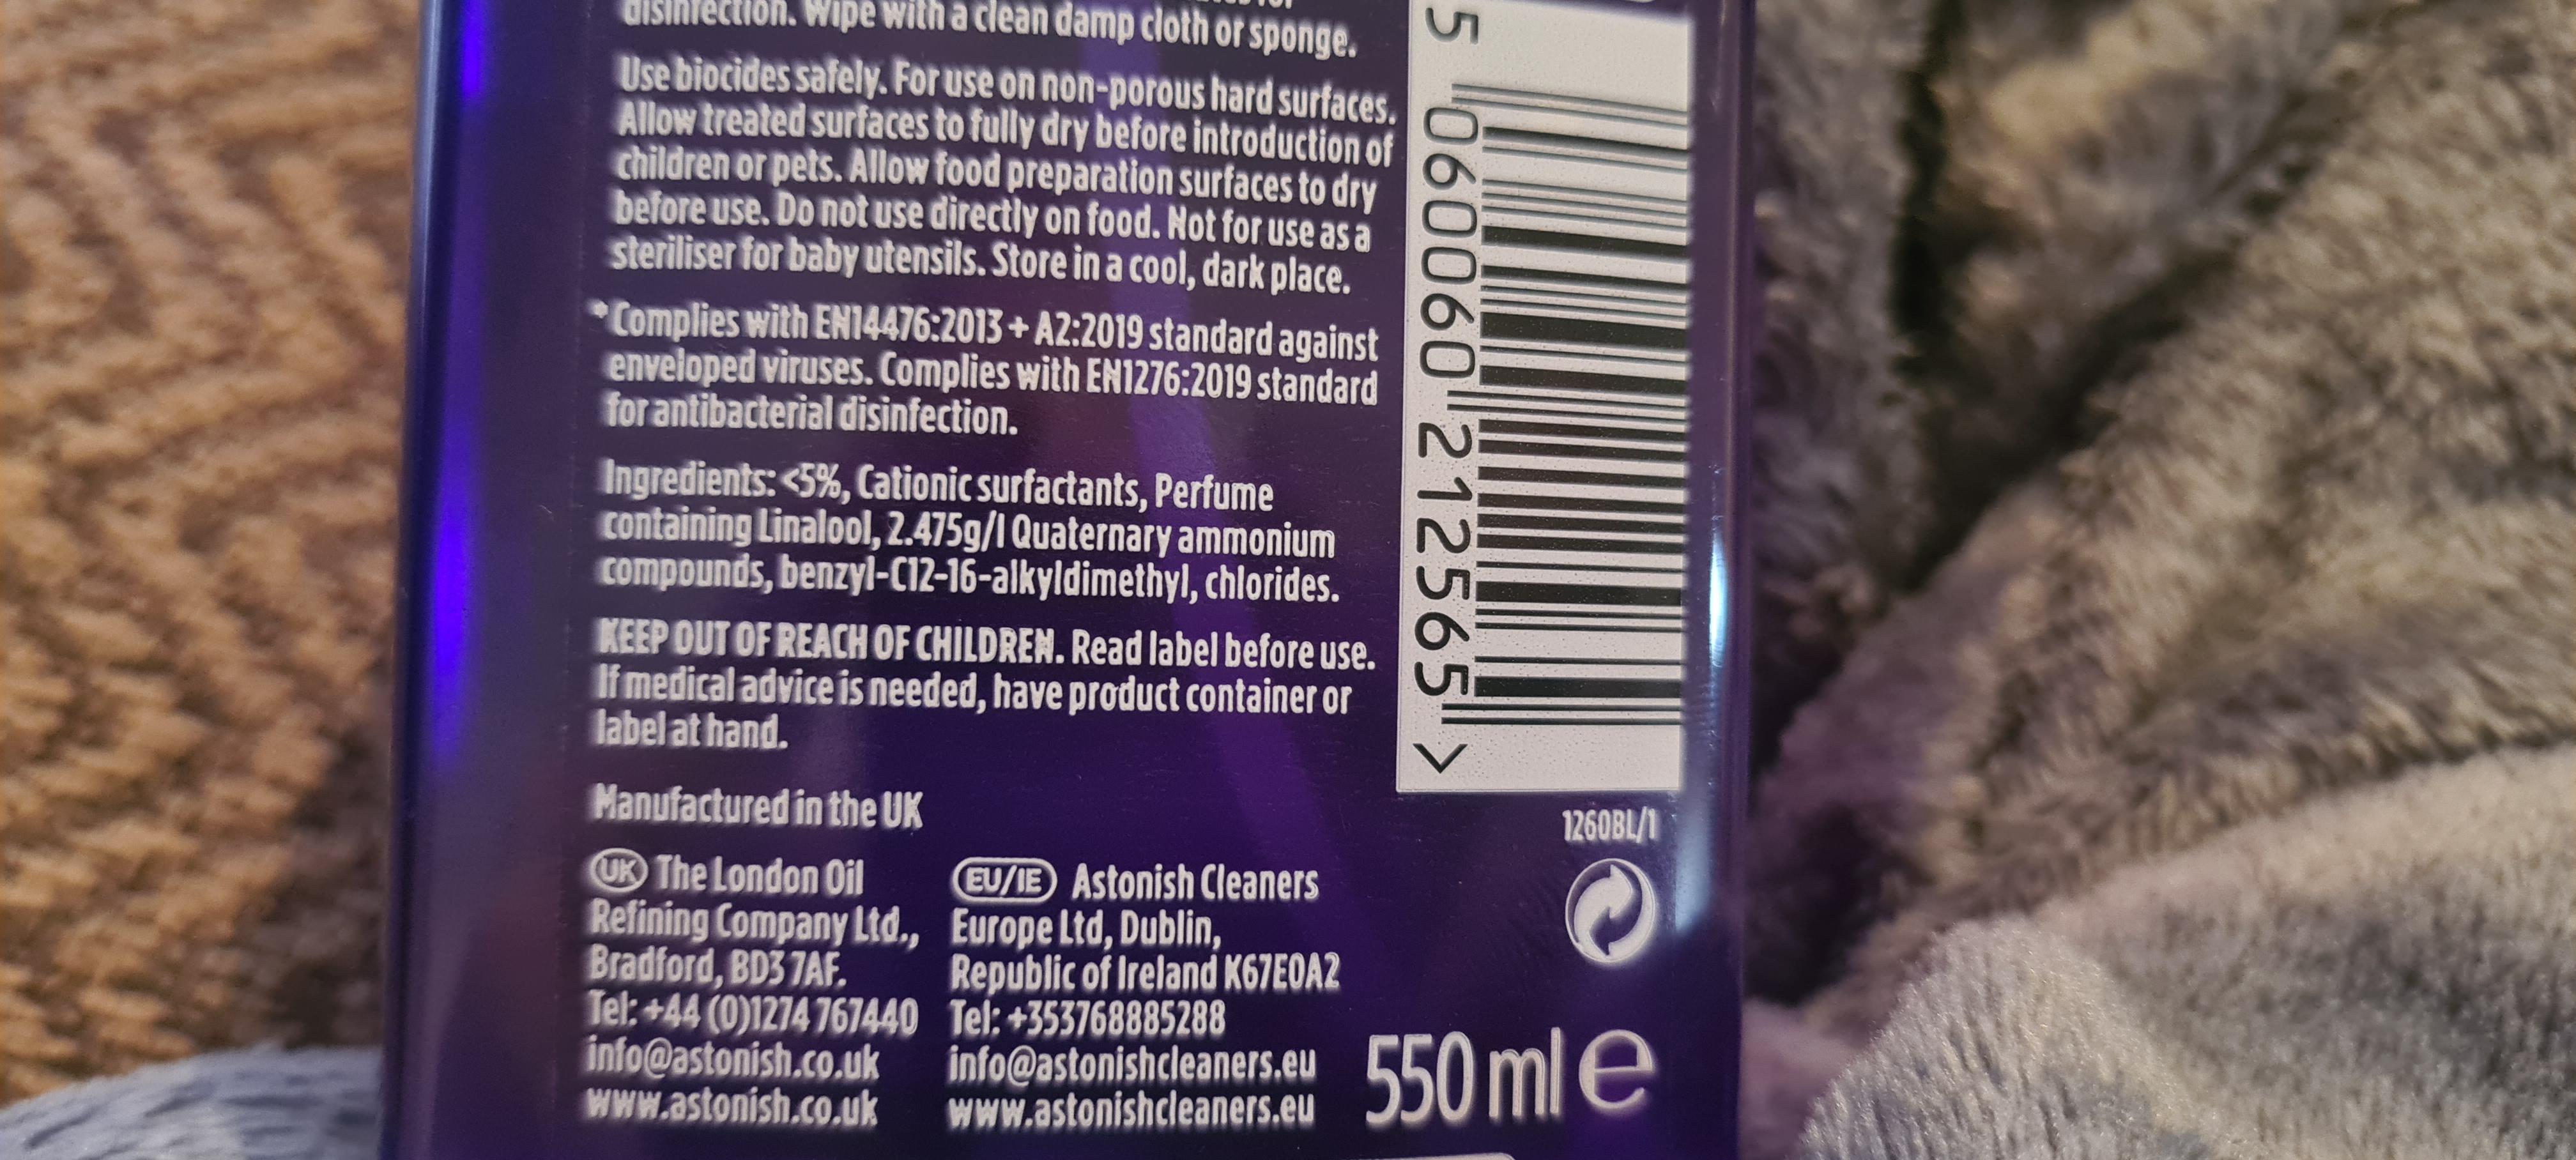 disinfection. Wipe with a clean damp cloth or sponge.
Use biocides safely. For use on non-porous hard surfaces.
Allow treated surfaces to fully dry before introduction of
children or pets. Allow food preparation surfaces to dry
before use. Do not use directly on food. Not for use as a
steriliser for baby utensils. Store in a cool, dark place.
*Complies with EN14476:2013 + A2:2019 standard against
enveloped viruses. Complies with EN1276:2019 standard
for antibacterial disinfection.
Ingredients: <5%, Cationic surfactants, Perfume
containing Linalool, 2.475g/l Quaternary ammonium
compounds, benzyl-C12-16-alkyldimethyl, chlorides.
KEEP OUT OF REACH OF CHILDREN. Read label before use.
If medical advice is needed, have product container or
label at hand.
Manufactured in the UK
UK The London Oil
Refining Company Ltd.,
Bradford, BD3 7AF.
Tel: +44 (0)1274 767440
info@astonish.co.uk
www.astonish.co.uk
EU/IE Astonish Cleaners
Europe Ltd, Dublin,
Republic of Ireland K67E0A2
Tel: +353768885288
info@astonishcleaners.eu
www.astonishcleaners.eu
5 060060 212565 >
1260BL/1
550 ml e